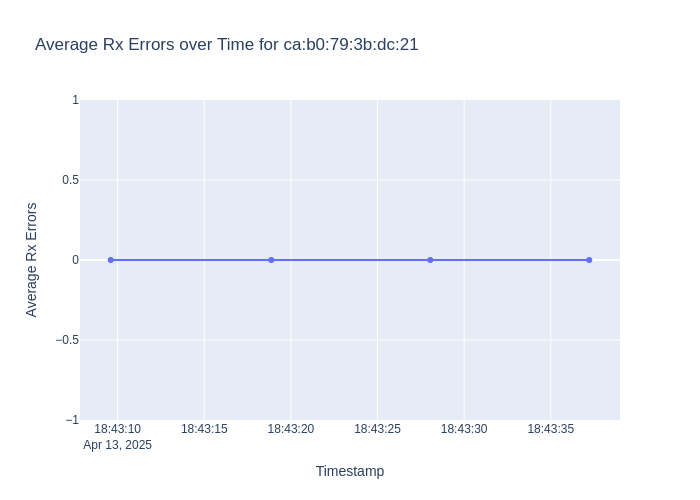 Average Rx Errors over Time for ca:b0:79:3b:dc:21
1
0.5
0
−0.5
−1
Average Rx Errors
18:43:10 18:43:15 18:43:20 18:43:25 18:43:30 18:43:35
Apr 13, 2025
Timestamp